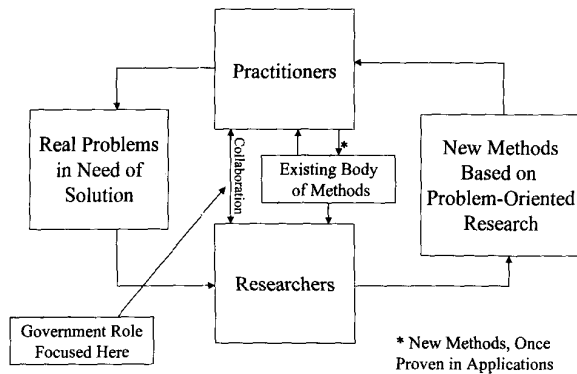 Practitioners
Real Problems
in Need of
Solution
Collaboration
*
Existing Body
of Methods
New Methods
Based on
Problem-Oriented
Research
Researchers
Government Role
Focused Here
* New Methods, Once
Proven in Applications